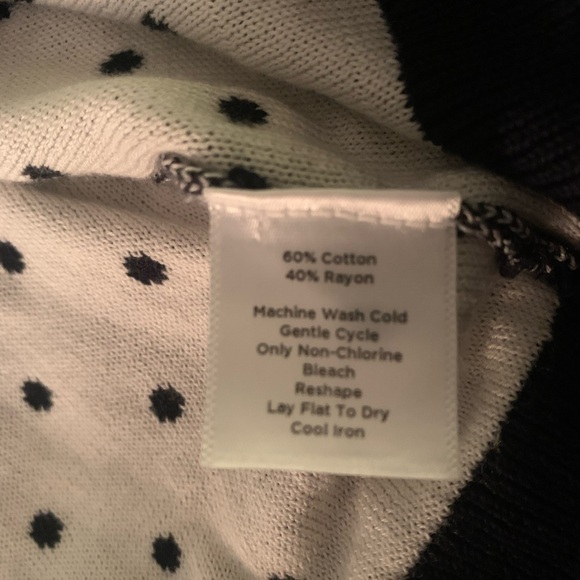 60% Cotton
40% Rayon
Machine Wash Cold
Gentle Cycle
Only Non-Chlorine
Bleach
Reshape
Lay Flat To Dry
Cool Iron